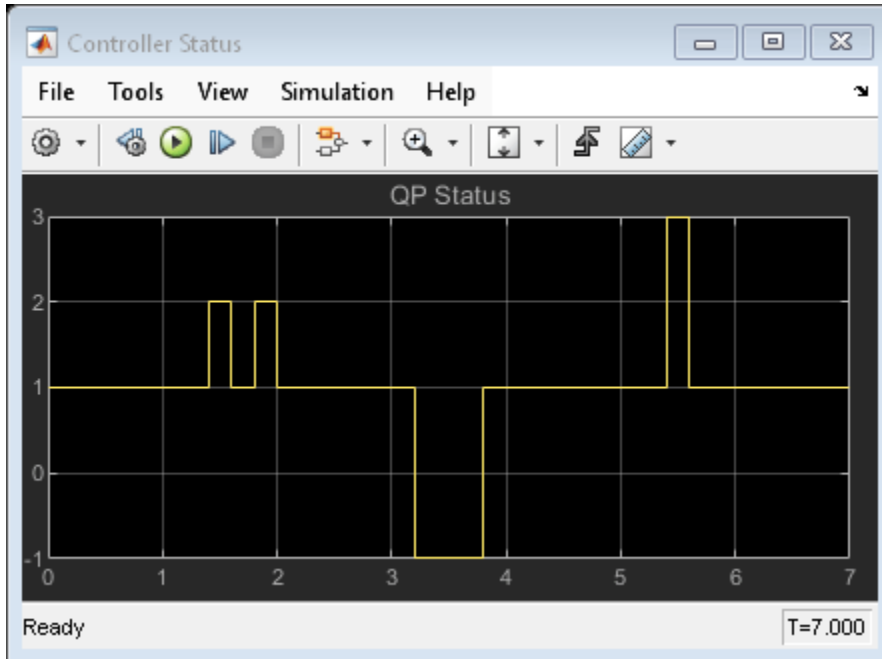 Controller Status
File Tools View Simulation Help
QP Status
3
2
1
0
-1
0 1 2 3 4 5 6 7
Ready T=7.000